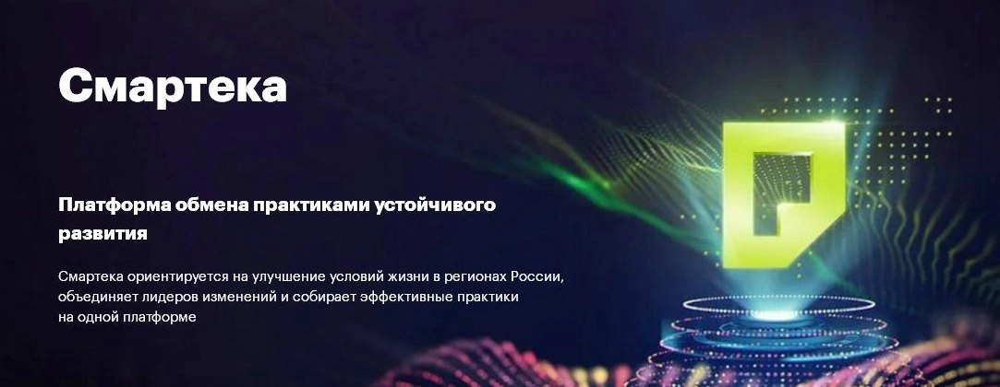 Смартека
Платформа обмена практиками устойчивого
развития
Смартека ориентируется на улучшение условий жизни в регионах России,
объединяет лидеров изменений и собирает эффективные практики
на одной платформе